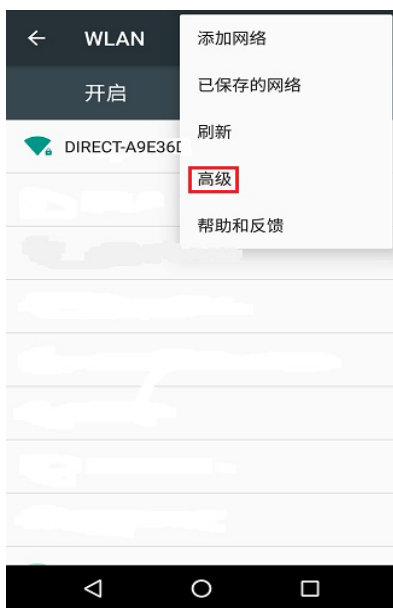 WLAN
开启
DIRECT-A9E36D
添加网络
已保存的网络
刷新
高级
帮助和反馈